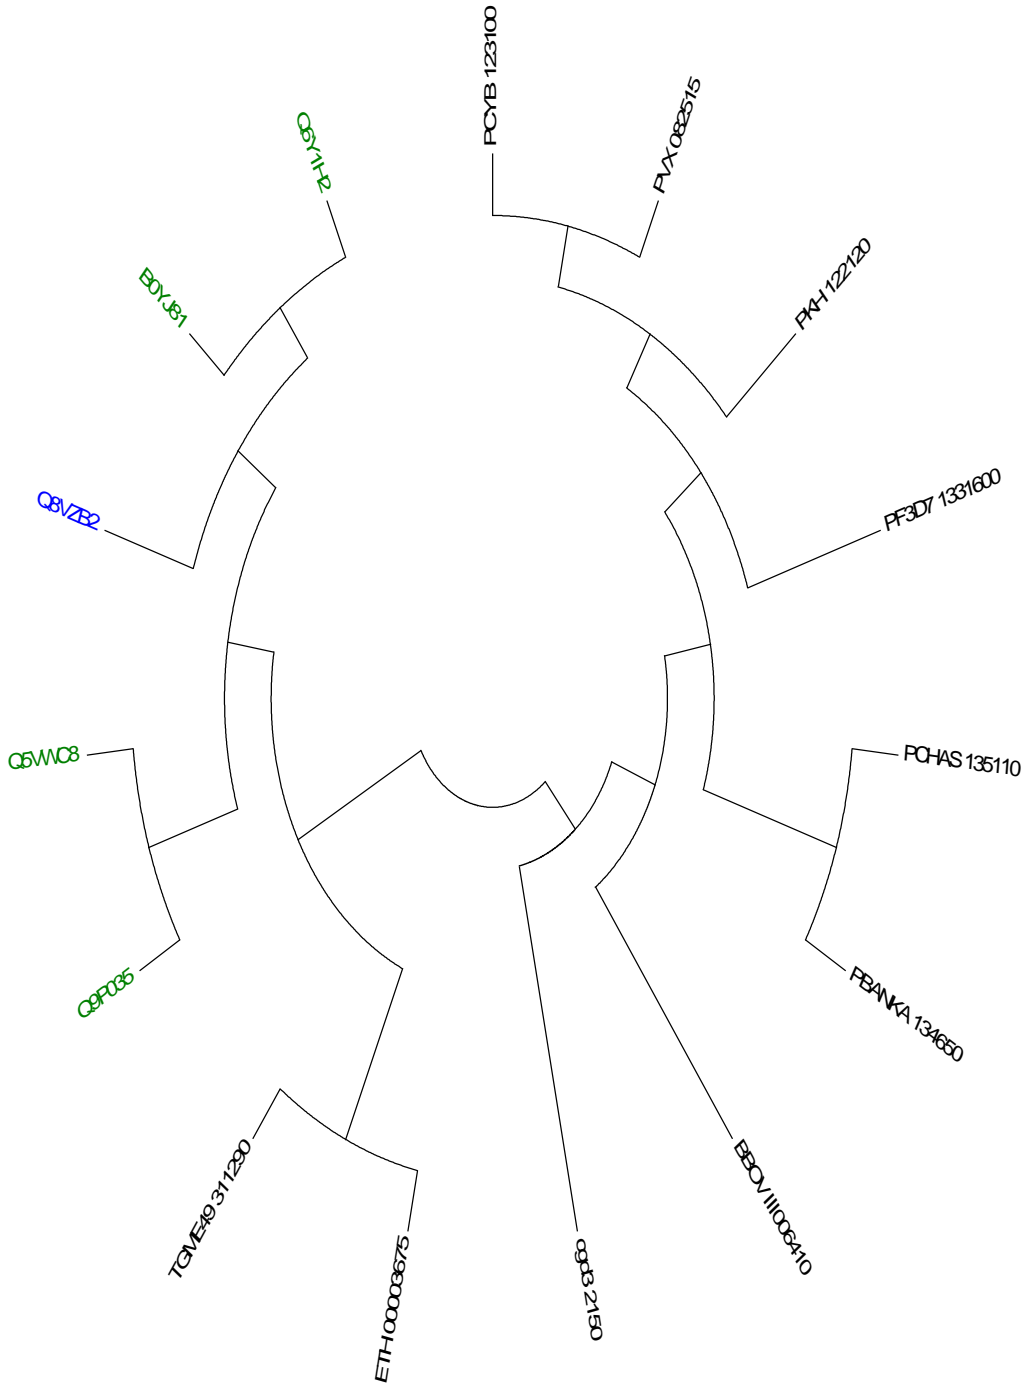 PCYB 123100
PVX 082515
Q6Y1H2
PKH 122120
B0YJ81
PF3D7 1331600
Q8VZB2
Q5VWC8
PCHAS 135110
Q9P035
PBANKA 134650
TGME49 311290
BBOV III006410
ETH 00003675
cgd3 2150